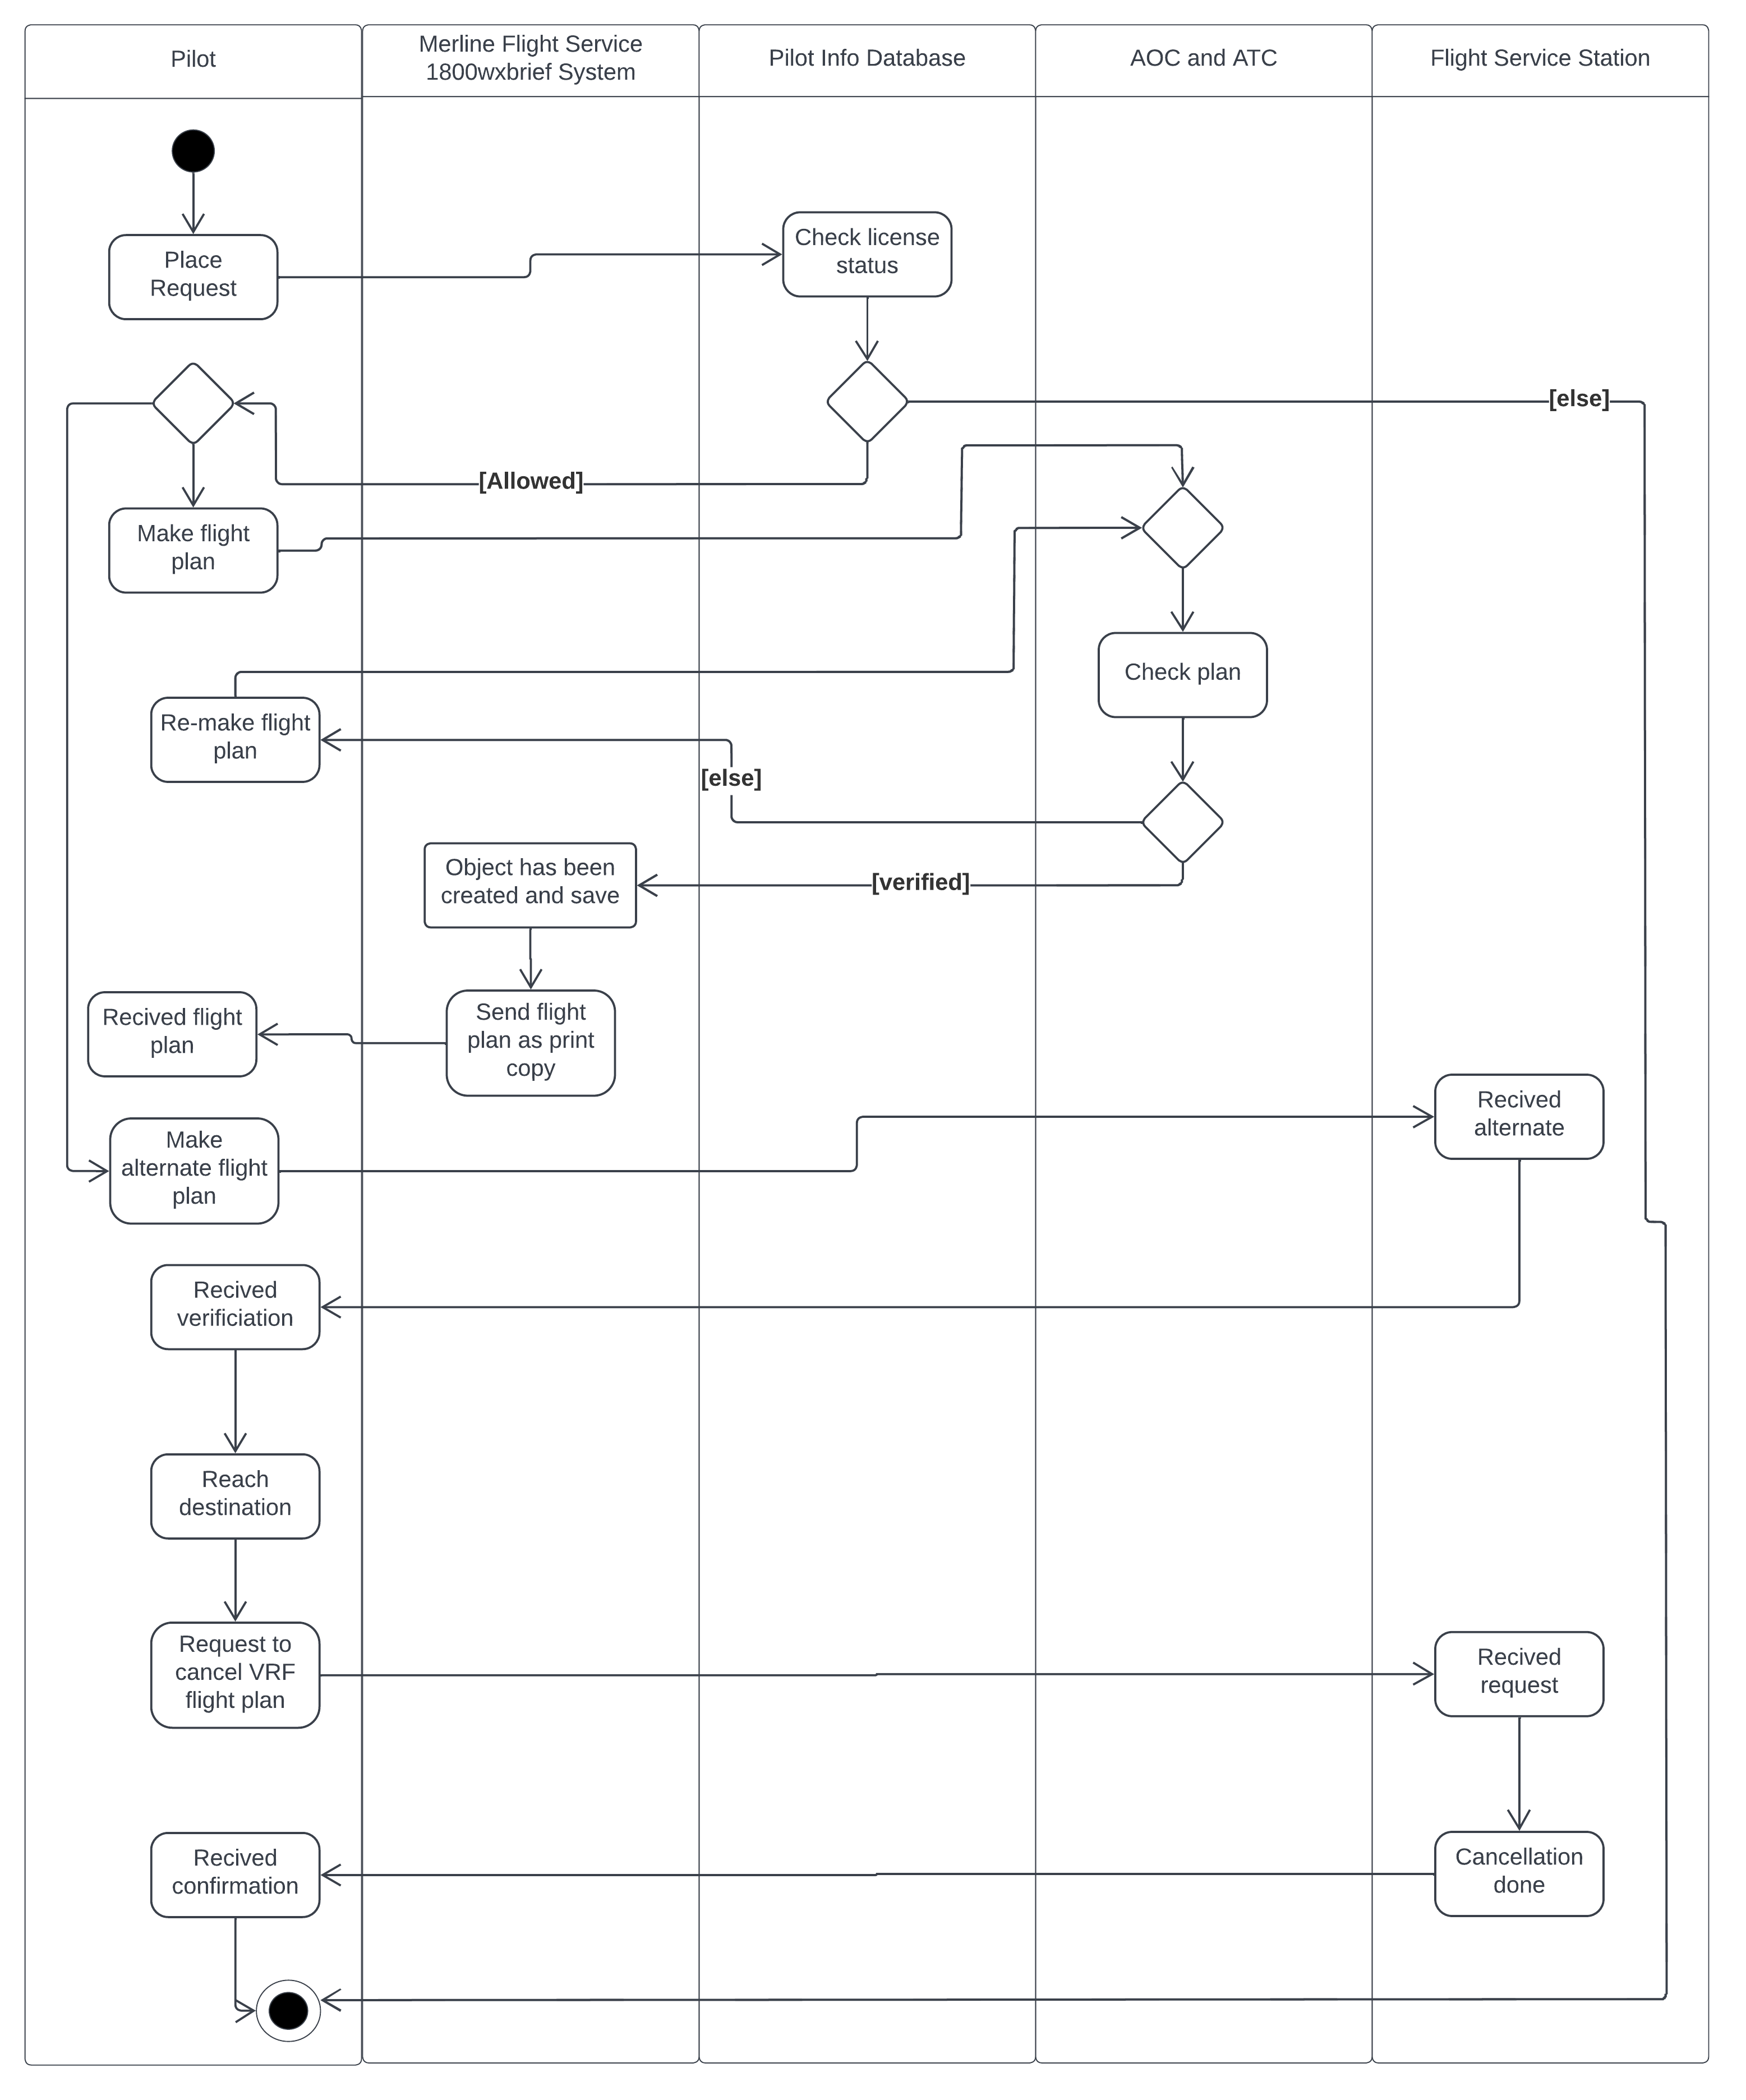 Pilot
Merline Flight Service
1800wxbrief System
Pilot Info Database
AOC and ATC
Flight Service Station
Place
Request
Check license
status
[else]
[Allowed]
Make flight
plan
Check plan
Re-make flight
plan
[else]
Object has been
created and save
[verified]
Recived flight
plan
Send flight
plan as print
copy
Recived
alternate
Make
alternate flight
plan
Recived
verificiation
Reach
destination
Request to
cancel VRF
flight plan
Recived
request
Recived
confirmation
Cancellation
done